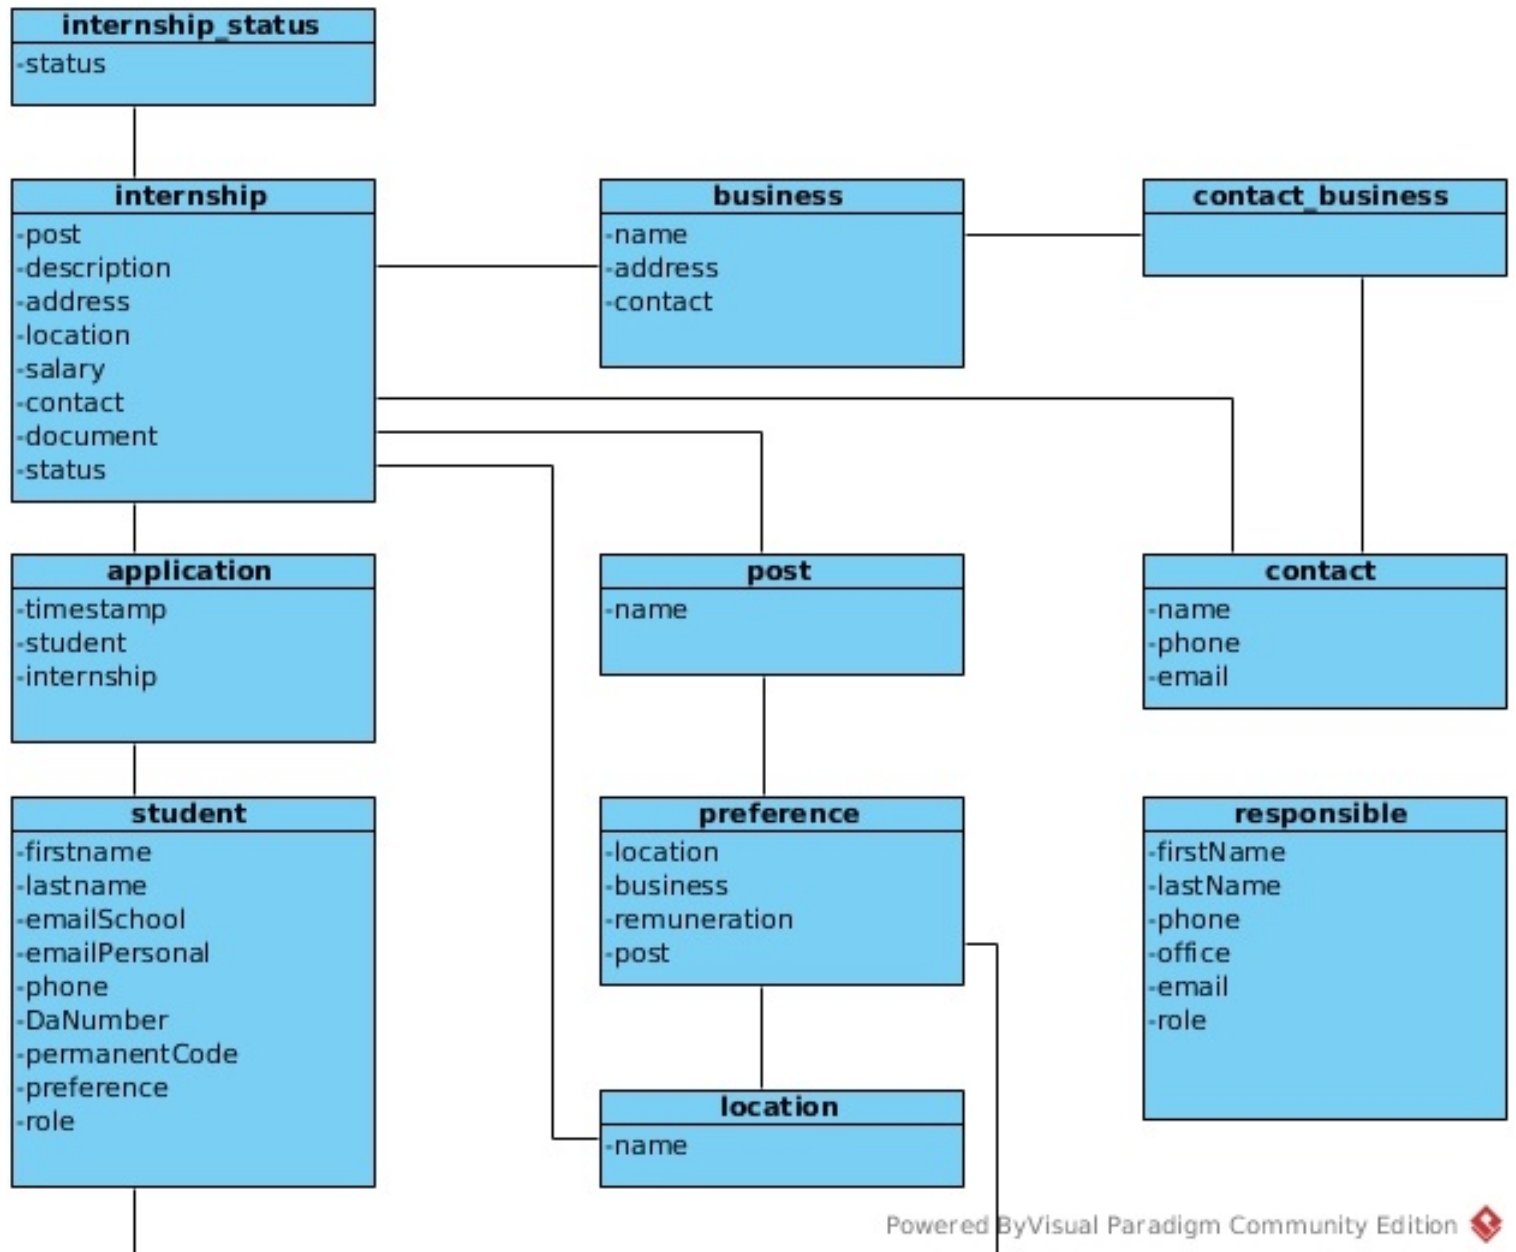 internship_status
-status
internship
-post
-description
-address
-location
-salary
-contact
-document
-status
business
-name
-address
-contact
contact_business
application
-timestamp
-student
-internship
post
-name
contact
-name
-phone
-email
student
-firstname
-lastname
-emailSchool
-emailPersonal
-phone
-DaNumber
-permanentCode
-preference
-role
preference
-location
-business
-remuneration
-post
responsible
-firstName
-lastName
-phone
-office
-email
-role
location
-name
Powered ByVisual Paradigm Community Edition